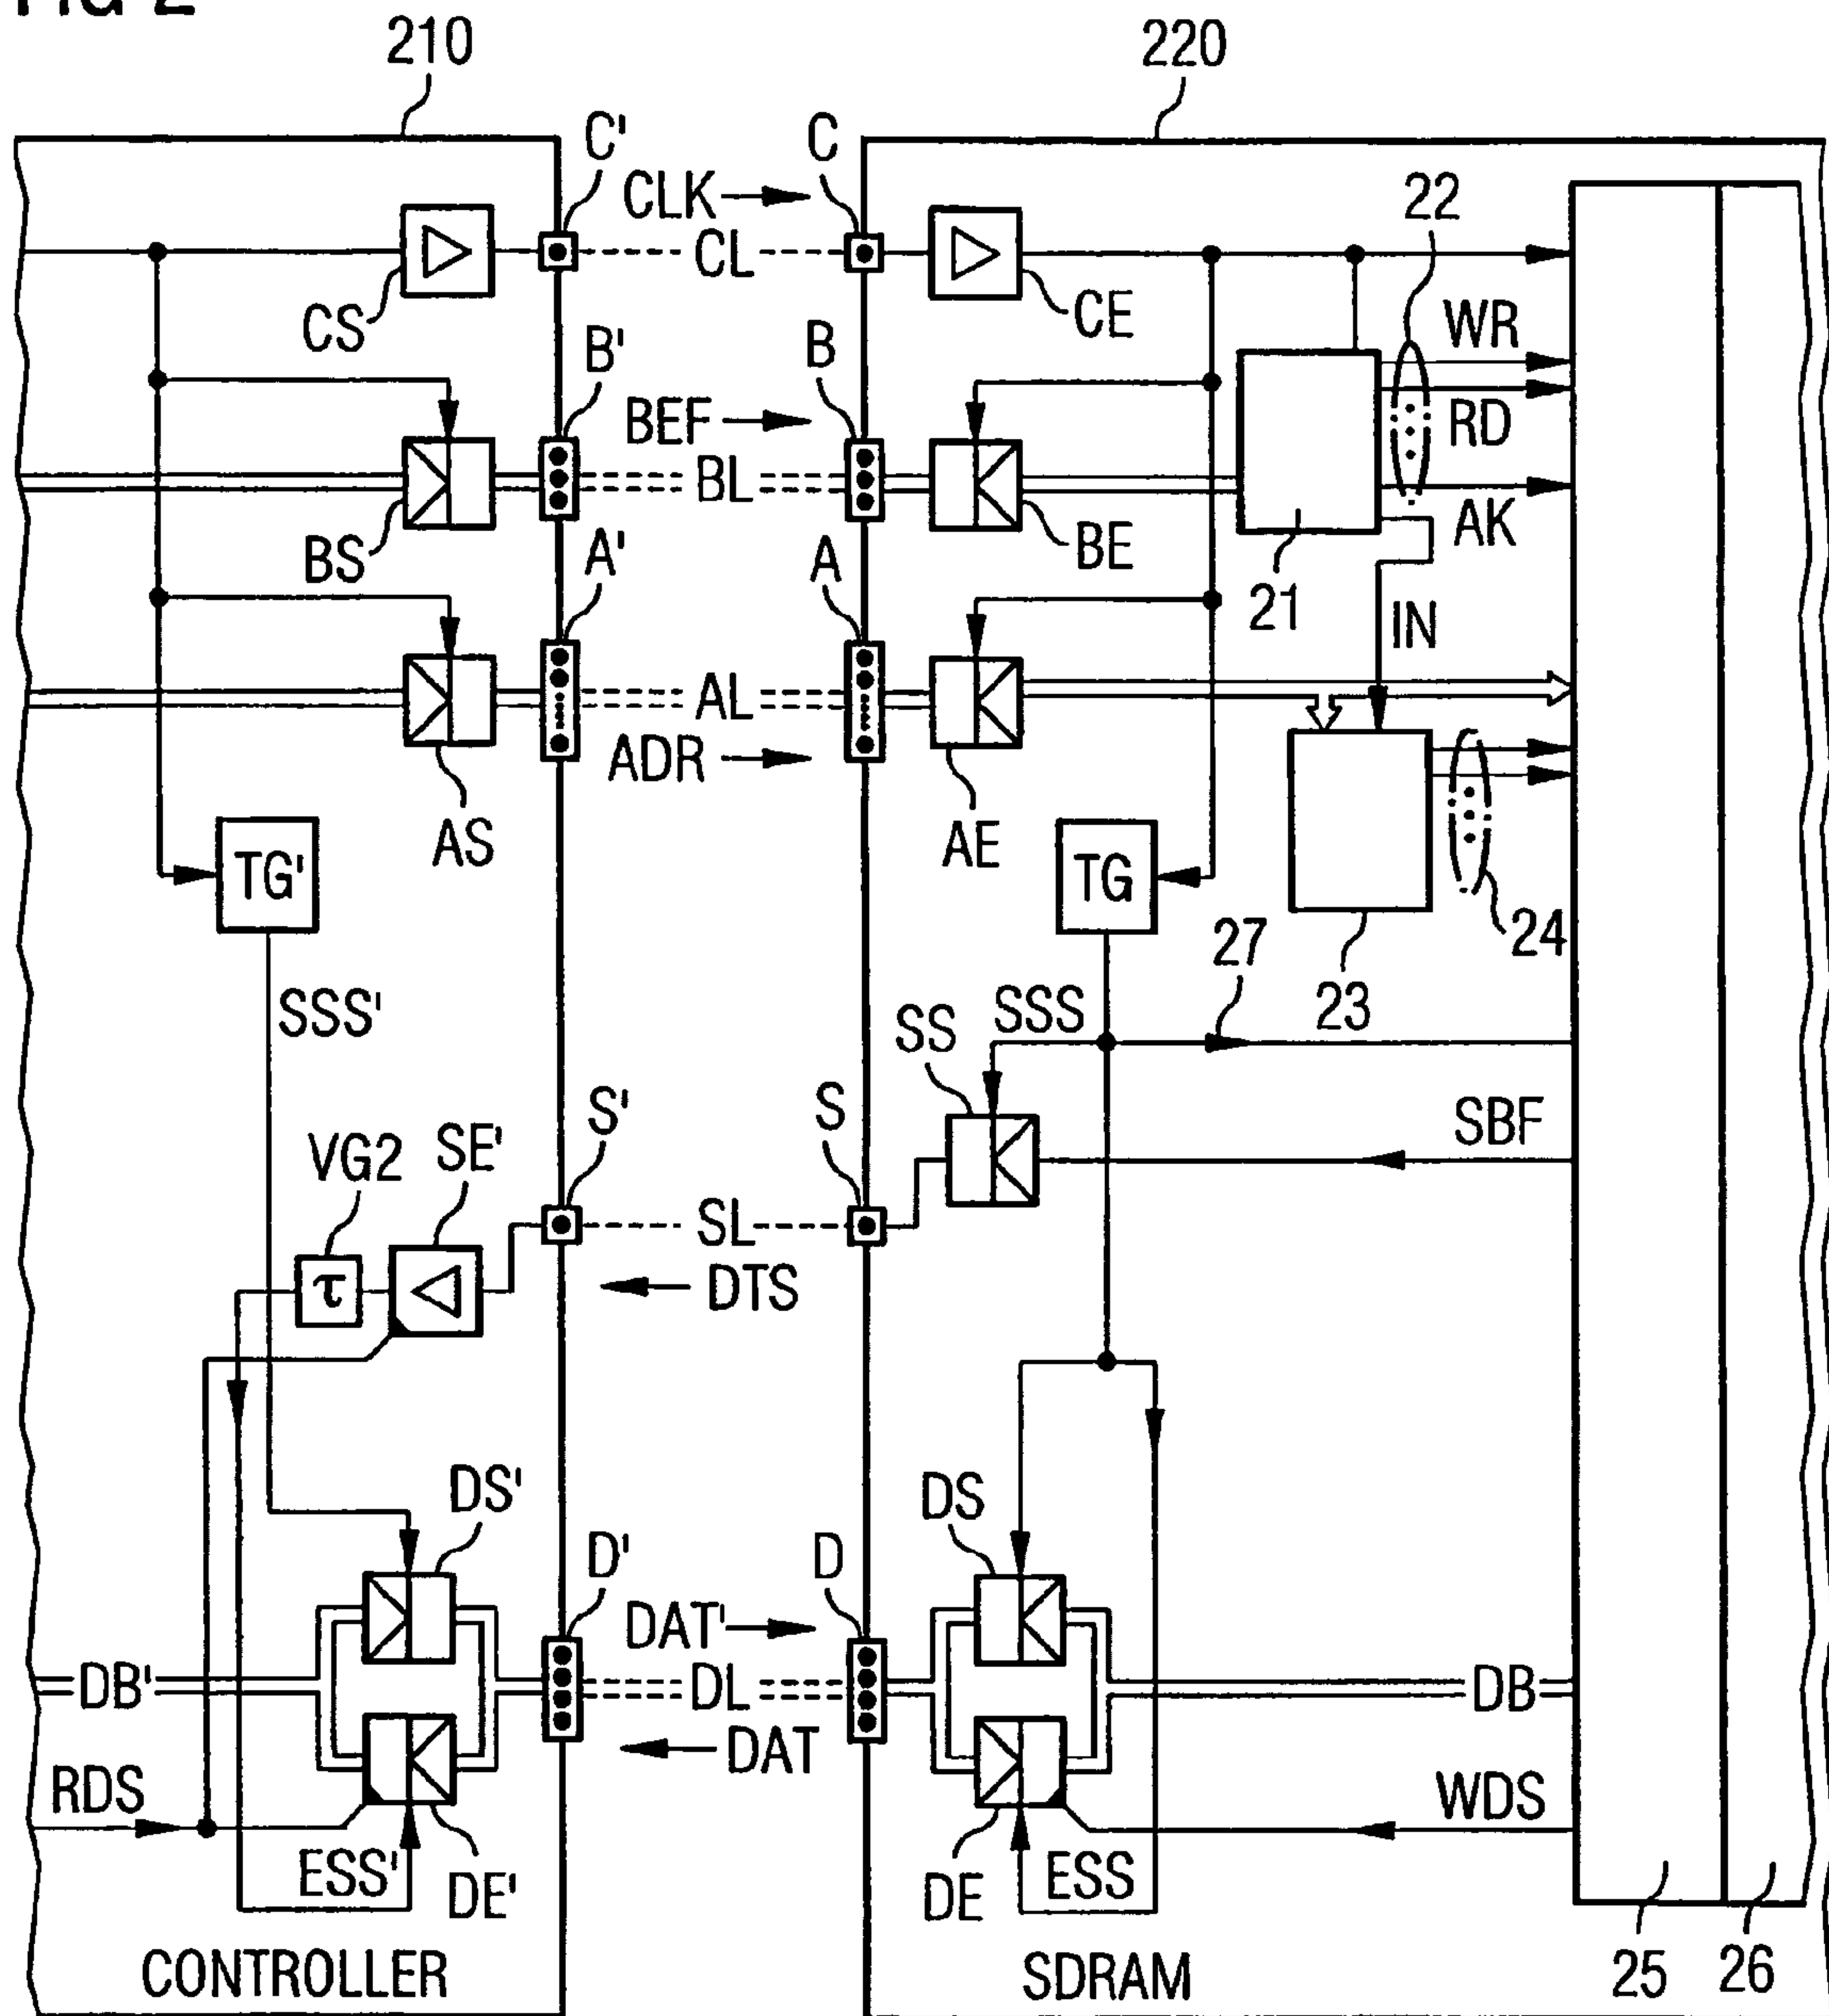 FIG 2
210
220
C'
C
CLK
CL
22
CS
CE
WR
B'
B
BEF
BL
RD
AK
BS
BE
A'
A
21
IN
AL
ADR
AS
AE
TG'
TG
24
27
23
SSS'
SS
SSS
SBF
VG2
SE'
S'
S
SL
τ
DTS
DS'
DS
D'
D
DAT'
DB'
DL
DB
DAT
RDS
WDS
ESS'
DE'
DE
ESS
CONTROLLER
SDRAM
25
26